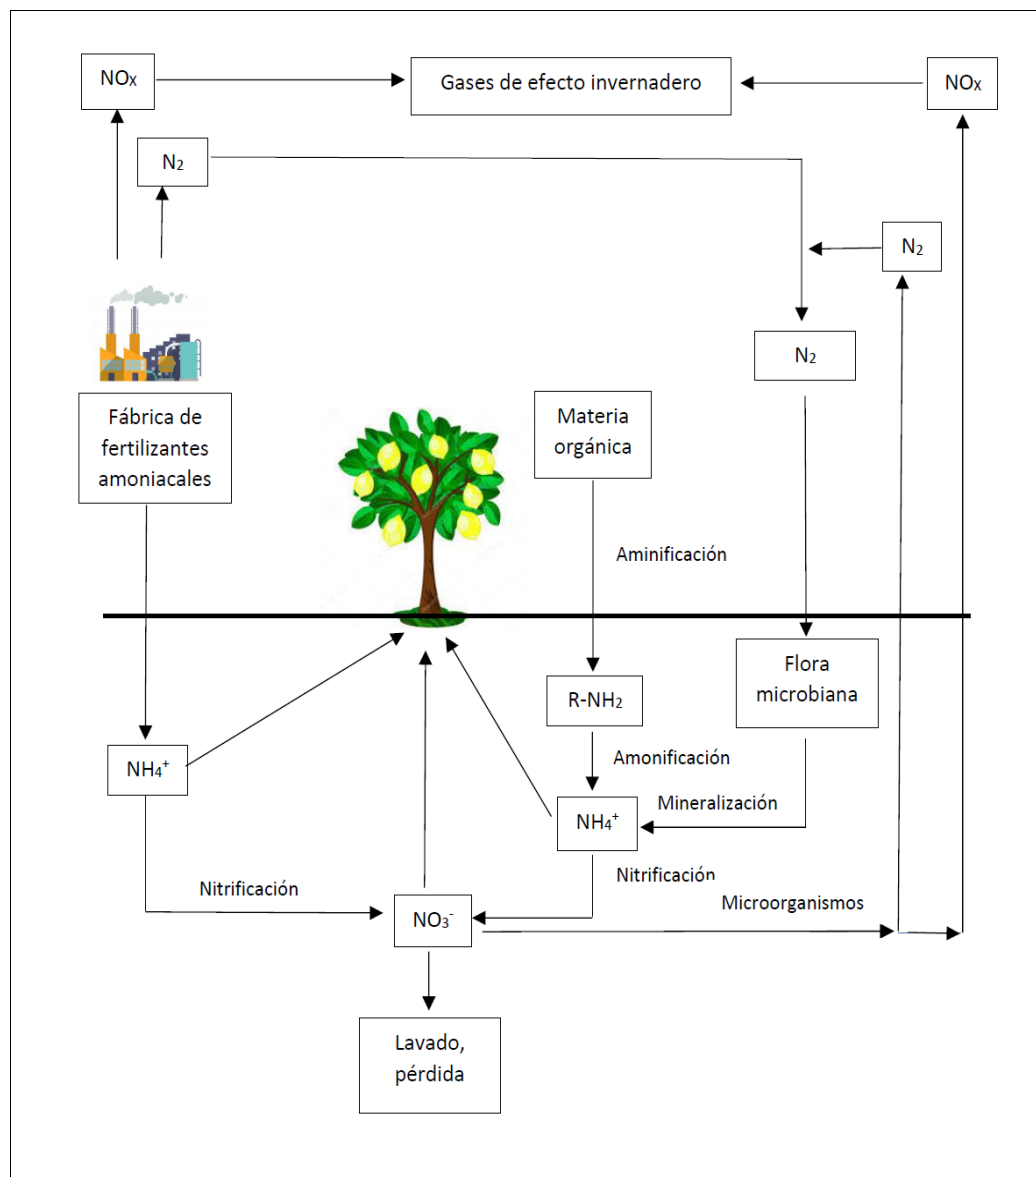 NOx
Gases de efecto invernadero
NOx
N₂
N₂
N₂
Fábrica de
fertilizantes
amoniacales
Materia
orgánica
Aminificación
Flora
microbiana
R-NH₂
Amonificación
NH₄⁺
Mineralización
NH₄⁺
Nitrificación
Nitrificación
Microorganismos
NO₃⁻
Lavado,
pérdida